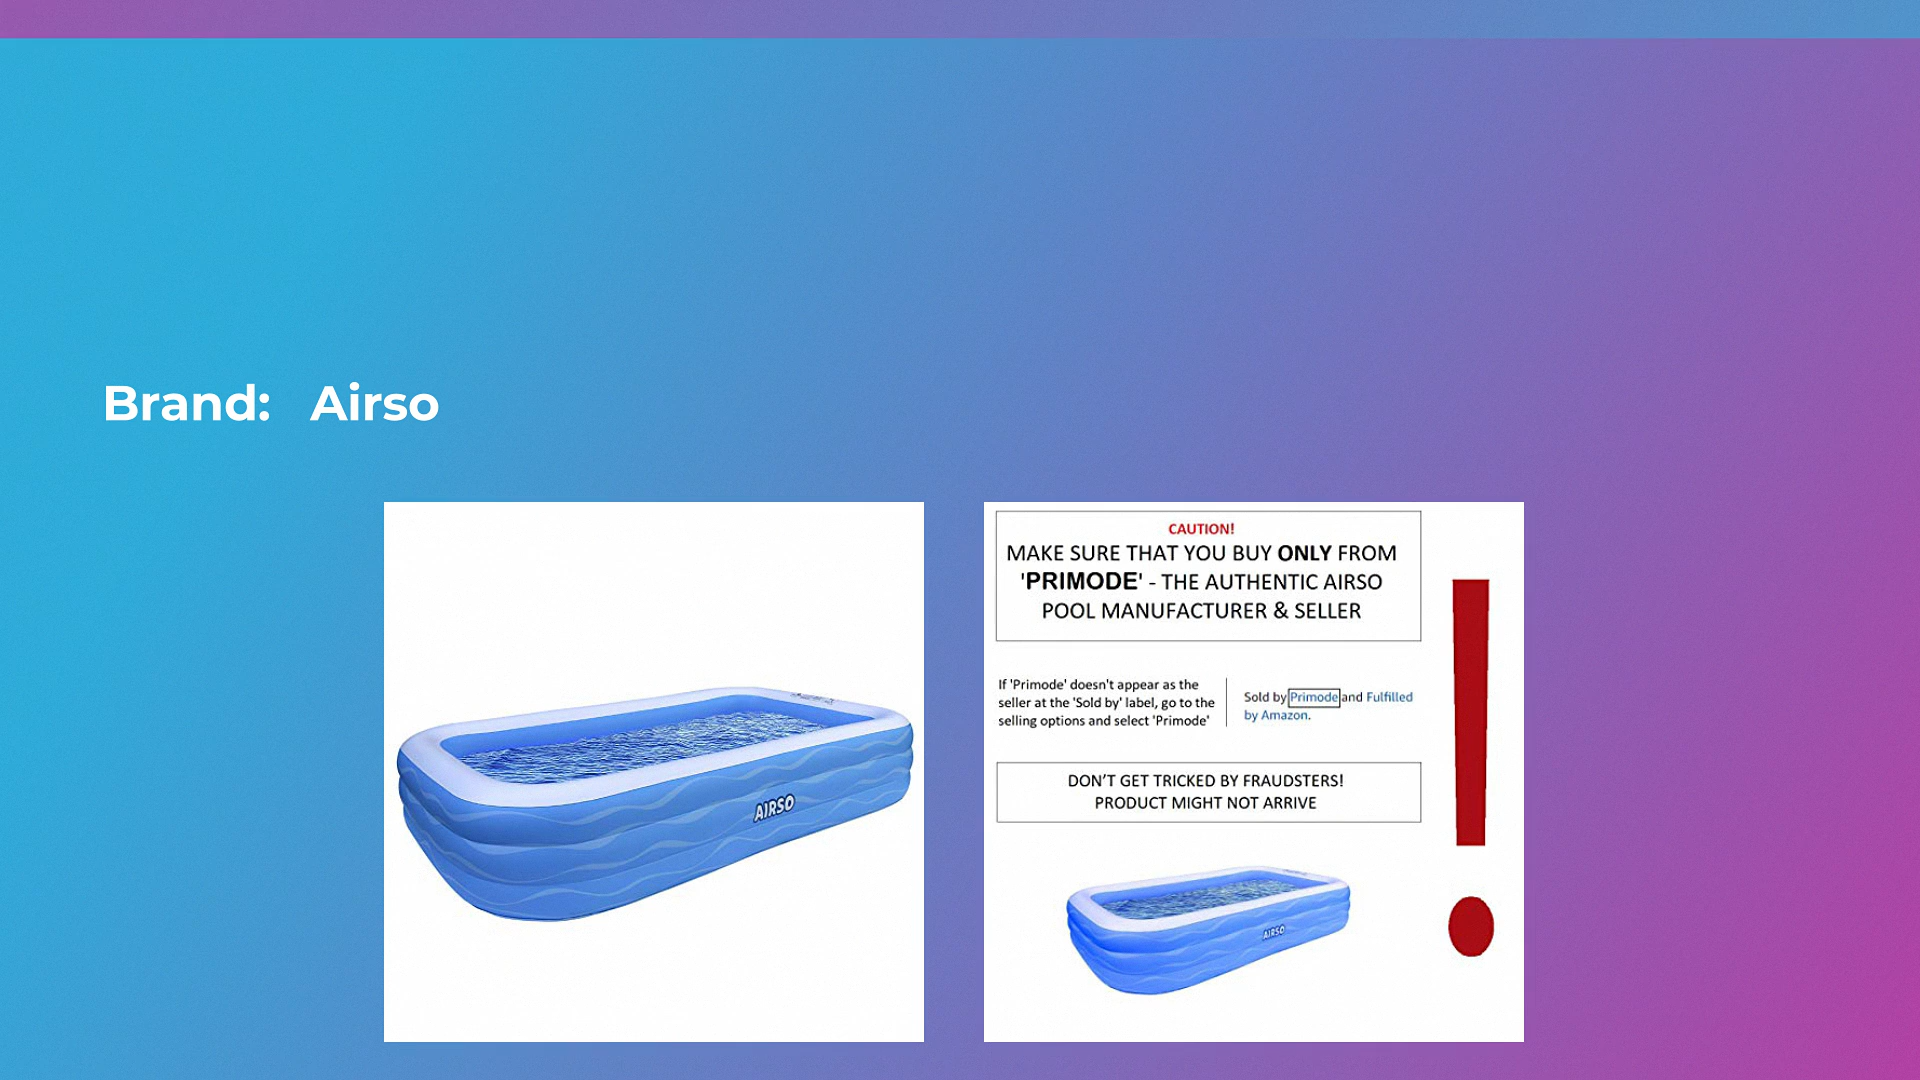 Brand: Airso
AIRSO
CAUTION!
MAKE SURE THAT YOU BUY ONLY FROM
'PRIMODE' - THE AUTHENTIC AIRSO
POOL MANUFACTURER & SELLER
If 'Primode' doesn't appear as the
seller at the 'Sold by' label, go to the
selling options and select 'Primode'
Sold by Primode and Fulfilled
by Amazon.
DON'T GET TRICKED BY FRAUDSTERS!
PRODUCT MIGHT NOT ARRIVE
AIRSO